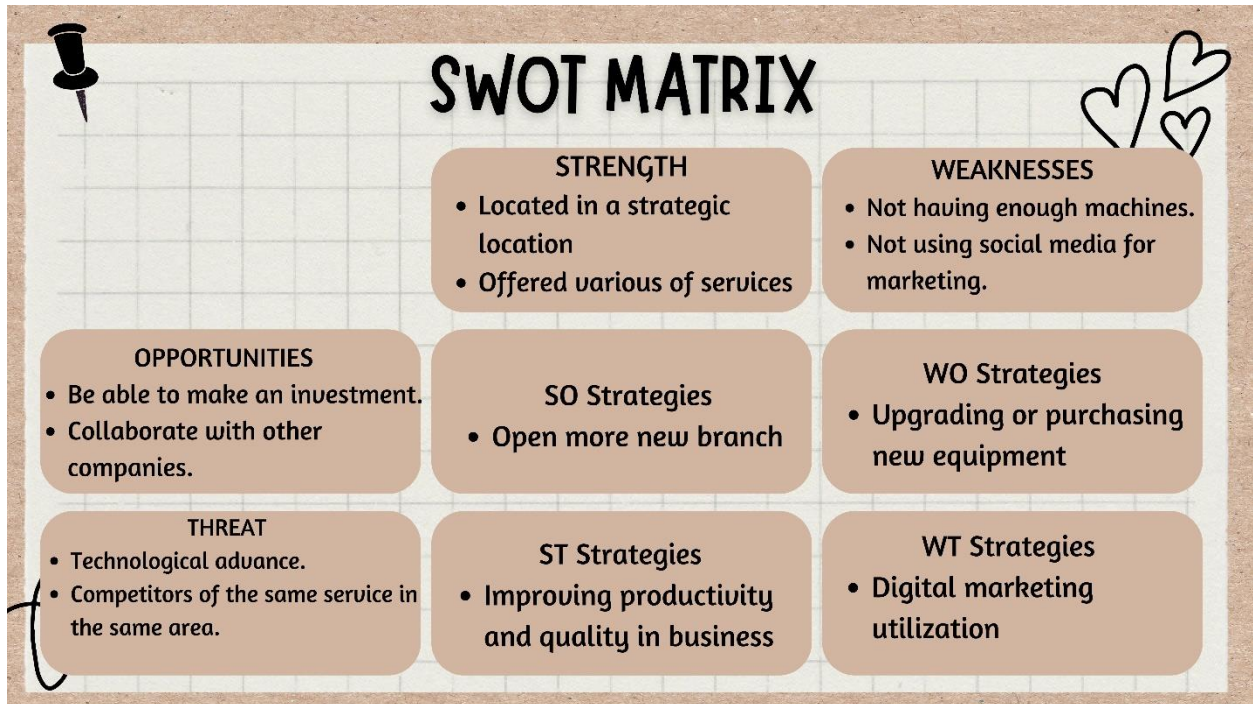 SWOT MATRIX
STRENGTH
• Located in a strategic
location
• Offered various of services
WEAKNESSES
• Not having enough machines.
• Not using social media for
marketing.
OPPORTUNITIES
• Be able to make an investment.
• Collaborate with other
companies.
SO Strategies
• Open more new branch
WO Strategies
• Upgrading or purchasing
new equipment
THREAT
• Technological advance.
• Competitors of the same service in
the same area.
ST Strategies
• Improving productivity
and quality in business
WT Strategies
• Digital marketing
utilization